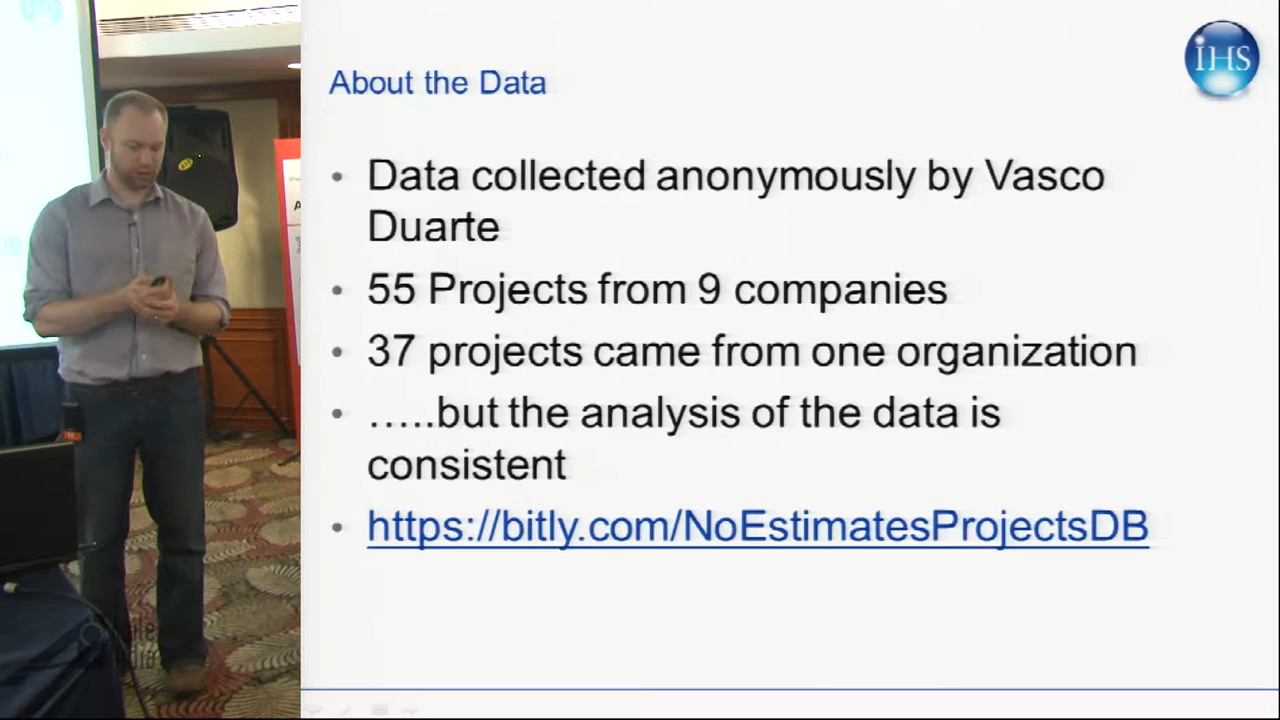 iHS
About the Data
• Data collected anonymously by Vasco
Duarte
• 55 Projects from 9 companies
• 37 projects came from one organization
• …..but the analysis of the data is
consistent
• https://bitly.com/NoEstimatesProjectsDB